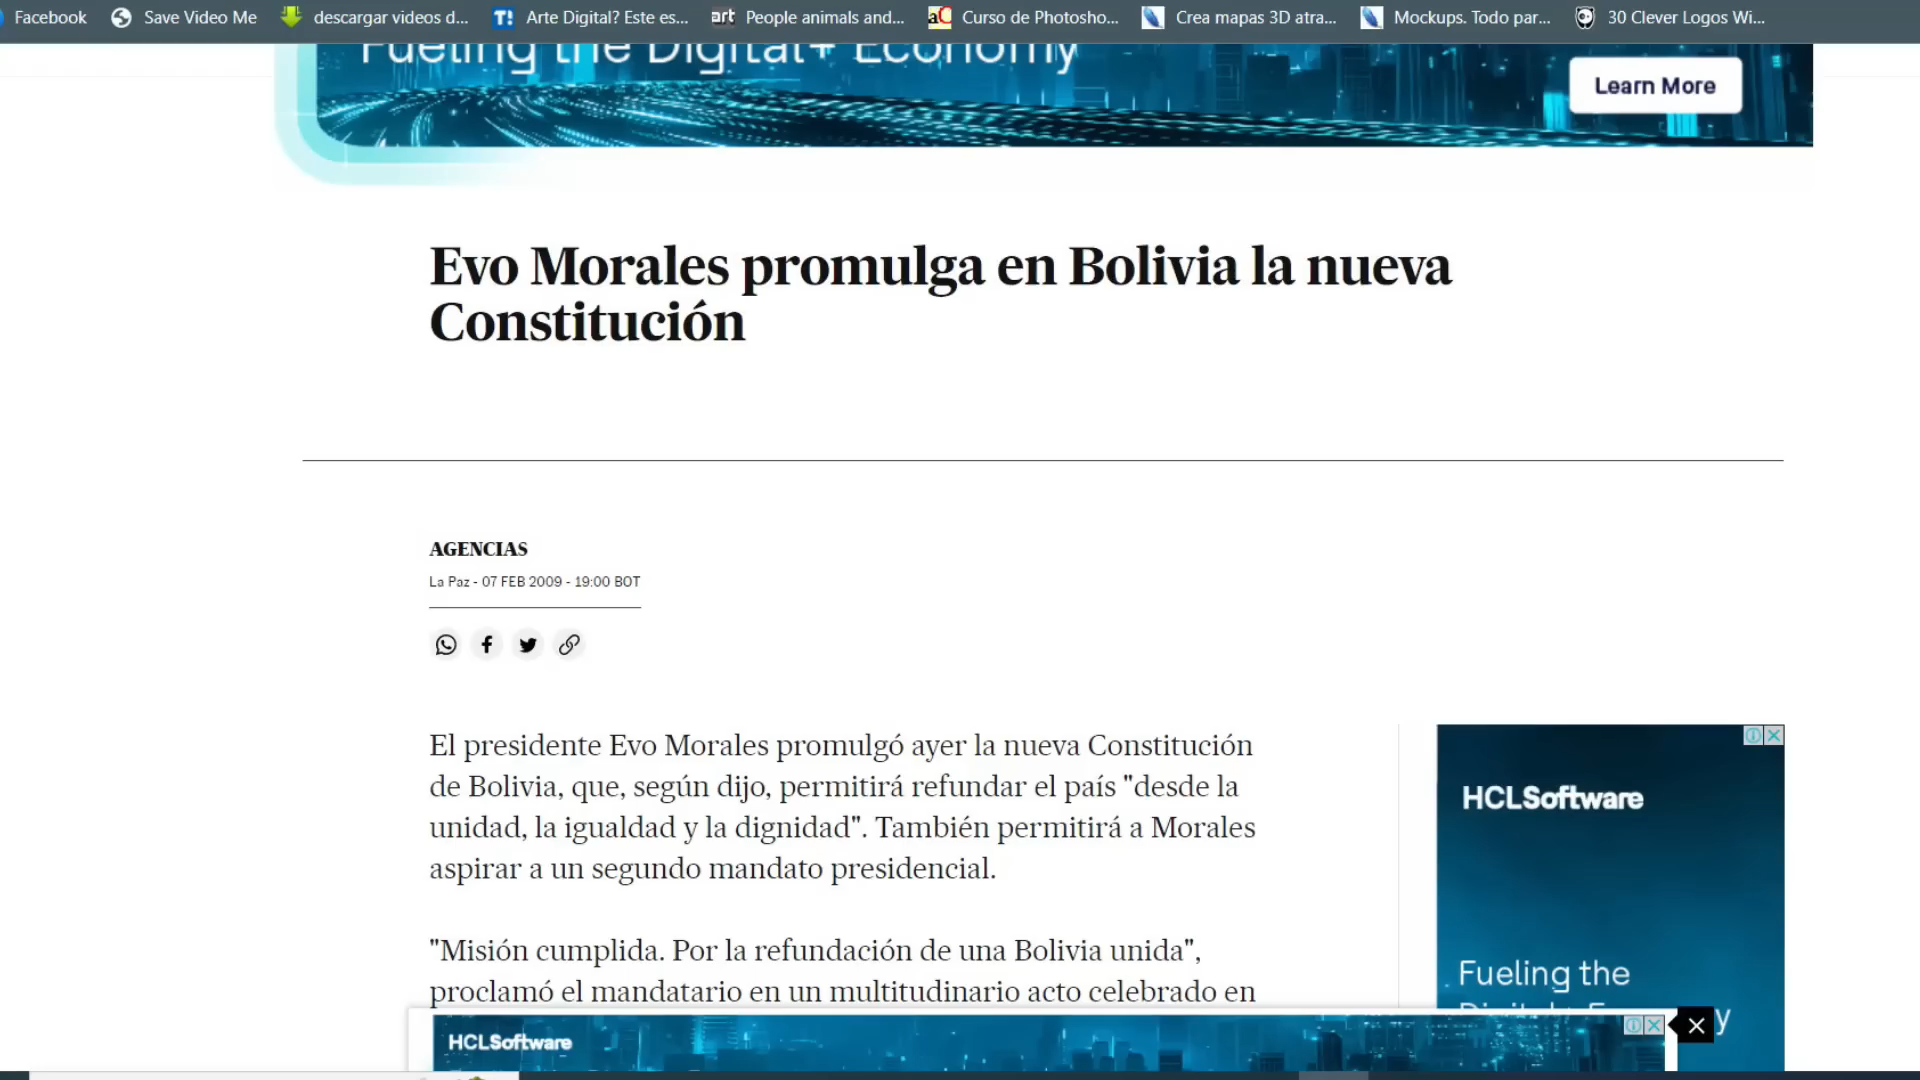 Facebook Save Video Me descargar videos d... Arte Digital? Este es... People animals and... Curso de Photosho... Crea mapas 3D atra... Mockups. Todo par... 30 Clever Logos Wi...
Fueling the Digital+ Economy
Learn More
Evo Morales promulga en Bolivia la nueva
Constitución
AGENCIAS
La Paz - 07 FEB 2009 - 19:00 BOT
El presidente Evo Morales promulgó ayer la nueva Constitución
de Bolivia, que, según dijo, permitirá refundar el país "desde la
unidad, la igualdad y la dignidad". También permitirá a Morales
aspirar a un segundo mandato presidencial.
"Misión cumplida. Por la refundación de una Bolivia unida",
proclamó el mandatario en un multitudinario acto celebrado en
HCLSoftware
Fueling the
HCLSoftware